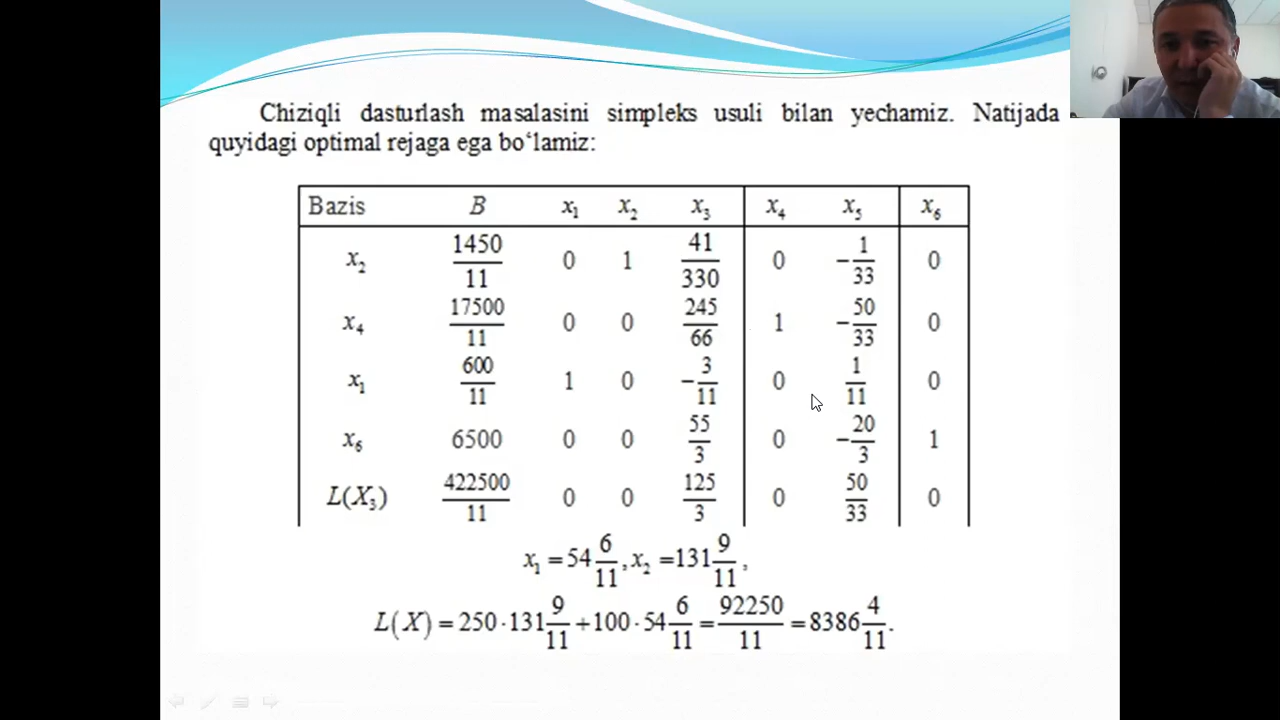 Chiziqli dasturlash masalasini simpleks usuli bilan yechamiz. Natijada
quyidagi optimal rejaga ega bo‘lamiz:
Bazis B x₁ x₂ x₃ x₄ x₅ x₆
x₂ 1450/11 0 1 41/330 0 −1/33 0
x₄ 17500/11 0 0 245/66 1 −50/33 0
x₁ 600/11 1 0 −3/11 0 1/11 0
x₆ 6500 0 0 55/3 0 −20/3 1
L(X₃) 422500/11 0 0 125/3 0 50/33 0
x₁ = 54 6/11, x₂ = 131 9/11,
L(X) = 250·131 9/11 + 100·54 6/11 = 92250/11 = 8386 4/11.